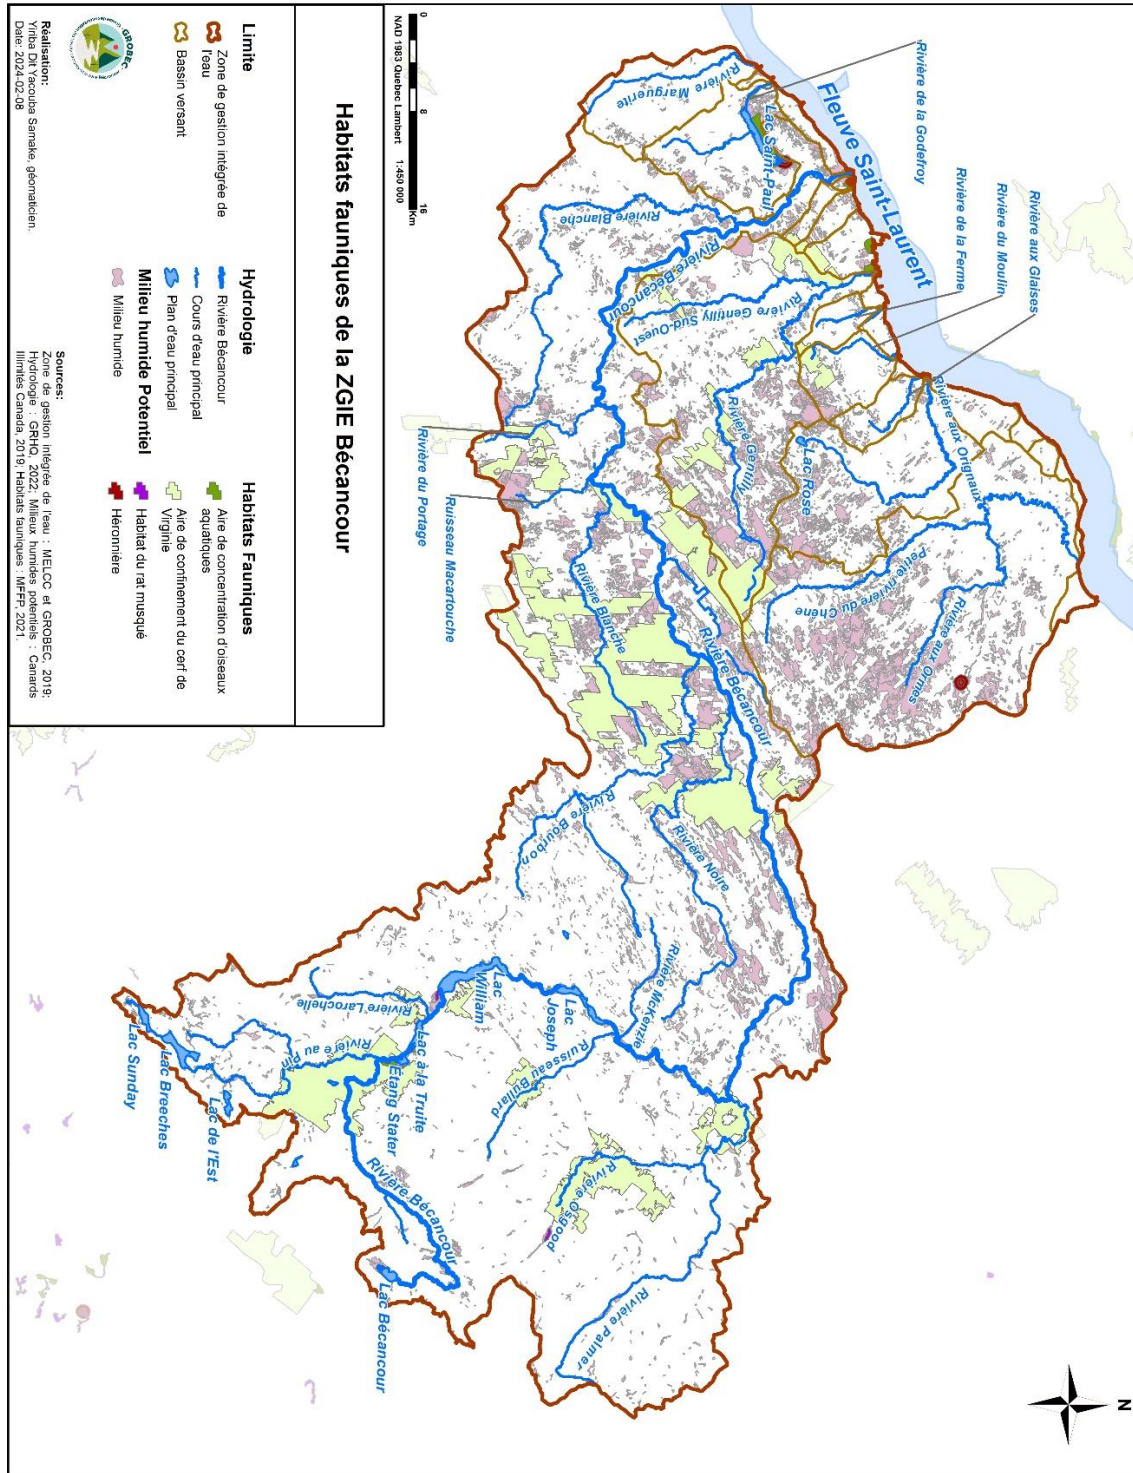 Fleuve Saint-Laurent
Rivière de la Godefroy
Rivière de la Ferme
Rivière du Moulin
Rivière aux Glaises
Rivière Marguerite
Lac Saint-Paul
Rivière Blanche
Rivière Bécancour
Rivière Gentilly Sud-Ouest
Rivière Gentilly
Lac Rose
Rivière aux Orignaux
Petite rivière du Chêne
Rivière aux Ormes
Rivière du Portage
Ruisseau Macartouche
Rivière Blanche
Rivière Bécancour
Rivière Bourbon
Rivière Noire
Rivière McKenzie
Lac
William
Lac
Joseph
Ruisseau Bullard
Rivière Larochelle
Lac à la Truite
Étang Stater
Rivière au Pin
Lac Sunday
Lac Breeches
Lac de l'Est
Rivière Bécancour
Lac Bécancour
Rivière Osgood
Rivière Palmer
N
0 8 16
Km
NAD 1983 Quebec Lambert 1:450 000
Habitats fauniques de la ZGIE Bécancour
Limite
Zone de gestion intégrée de
l'eau
Bassin versant
Hydrologie
Rivière Bécancour
Cours d'eau principal
Plan d'eau principal
Milieu humide Potentiel
Milieu humide
Habitats Fauniques
Aire de concentration d'oiseaux
aquatiques
Aire de confinement du cerf de
Virginie
Habitat du rat musqué
Héronnière
GROBEC
Réalisation:
Yiriba Dit Yacouba Samake, géomaticien.
Date: 2024-02-08
Sources:
Zone de gestion intégrée de l'eau : MELCC et GROBEC, 2019;
Hydrologie : GRHQ, 2022; Milieux humides potentiels : Canards
Illimités Canada, 2019; Habitats fauniques : MFFP, 2021.